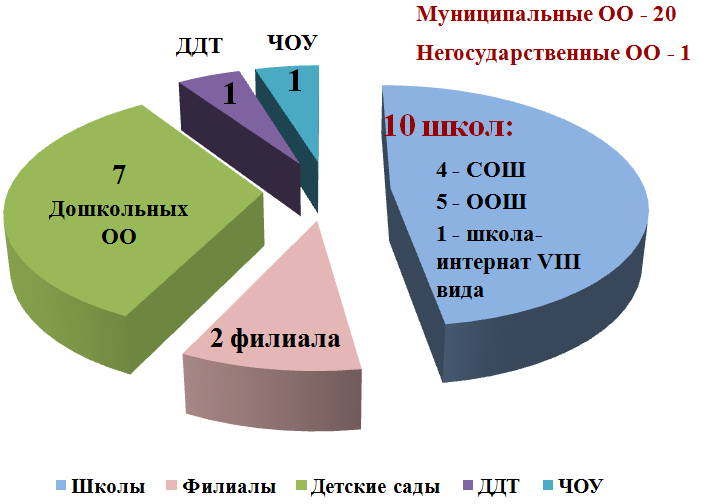 Муниципальные ОО - 20
Негосударственные ОО - 1
ДДТ
ЧОУ
1
1
10 школ:
4 - СОШ
5 - ООШ
1 - школа-
интернат VIII
вида
7
Дошкольных
ОО
2 филиала
Школы
Филиалы
Детские сады
ДДТ
ЧОУ